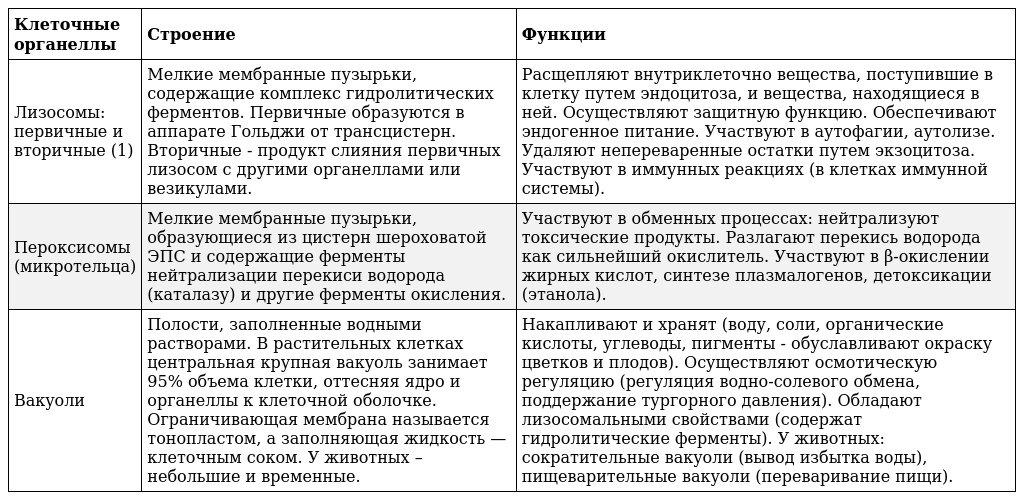 Клеточные
органеллы
Строение
Функции
Лизосомы:
первичные и
вторичные (1)
Мелкие мембранные пузырьки,
содержащие комплекс гидролитических
ферментов. Первичные образуются в
аппарате Гольджи от трансцистерн.
Вторичные - продукт слияния первичных
лизосом с другими органеллами или
везикулами.
Расщепляют внутриклеточно вещества, поступившие в
клетку путем эндоцитоза, и вещества, находящиеся в
ней. Осуществляют защитную функцию. Обеспечивают
эндогенное питание. Участвуют в аутофагии, аутолизе.
Удаляют непереваренные остатки путем экзоцитоза.
Участвуют в иммунных реакциях (в клетках иммунной
системы).
Пероксисомы
(микротельца)
Мелкие мембранные пузырьки,
образующиеся из цистерн шероховатой
ЭПС и содержащие ферменты
нейтрализации перекиси водорода
(каталазу) и другие ферменты окисления.
Участвуют в обменных процессах: нейтрализуют
токсические продукты. Разлагают перекись водорода
как сильнейший окислитель. Участвуют в β-окислении
жирных кислот, синтезе плазмалогенов, детоксикации
(этанола).
Вакуоли
Полости, заполненные водными
растворами. В растительных клетках
центральная крупная вакуоль занимает
95% объема клетки, оттесняя ядро и
органеллы к клеточной оболочке.
Ограничивающая мембрана называется
тонопластом, а заполняющая жидкость —
клеточным соком. У животных –
небольшие и временные.
Накапливают и хранят (воду, соли, органические
кислоты, углеводы, пигменты - обуславливают окраску
цветков и плодов). Осуществляют осмотическую
регуляцию (регуляция водно-солевого обмена,
поддержание тургорного давления). Обладают
лизосомальными свойствами (содержат
гидролитические ферменты). У животных:
сократительные вакуоли (вывод избытка воды),
пищеварительные вакуоли (переваривание пищи).